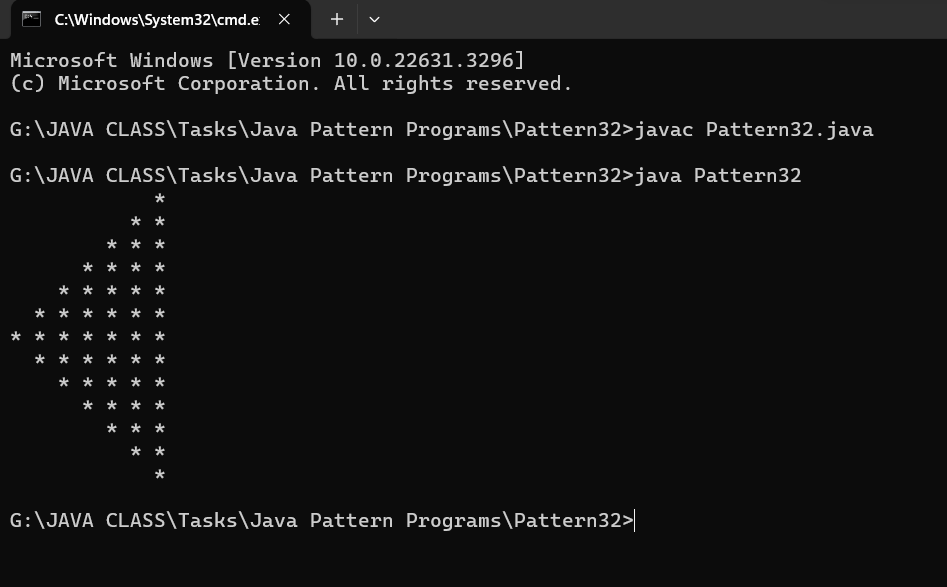 C:\Windows\System32\cmd.e
Microsoft Windows [Version 10.0.22631.3296]
(c) Microsoft Corporation. All rights reserved.
G:\JAVA CLASS\Tasks\Java Pattern Programs\Pattern32>javac Pattern32.java
G:\JAVA CLASS\Tasks\Java Pattern Programs\Pattern32>java Pattern32
            *
          * *
        * * *
      * * * *
    * * * * *
  * * * * * *
* * * * * * *
  * * * * * *
    * * * * *
      * * * *
        * * *
          * *
            *
G:\JAVA CLASS\Tasks\Java Pattern Programs\Pattern32>